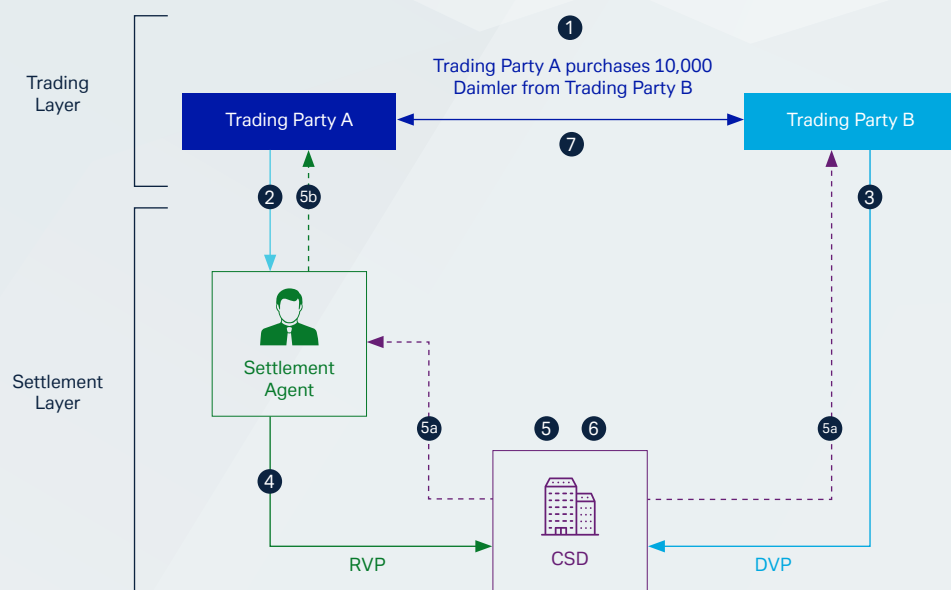 1
Trading Party A purchases 10,000
Daimler from Trading Party B
Trading
Layer
Trading Party A
Trading Party B
7
2
5b
3
Settlement
Agent
Settlement
Layer
5a
5
6
5a
4
CSD
RVP
DVP